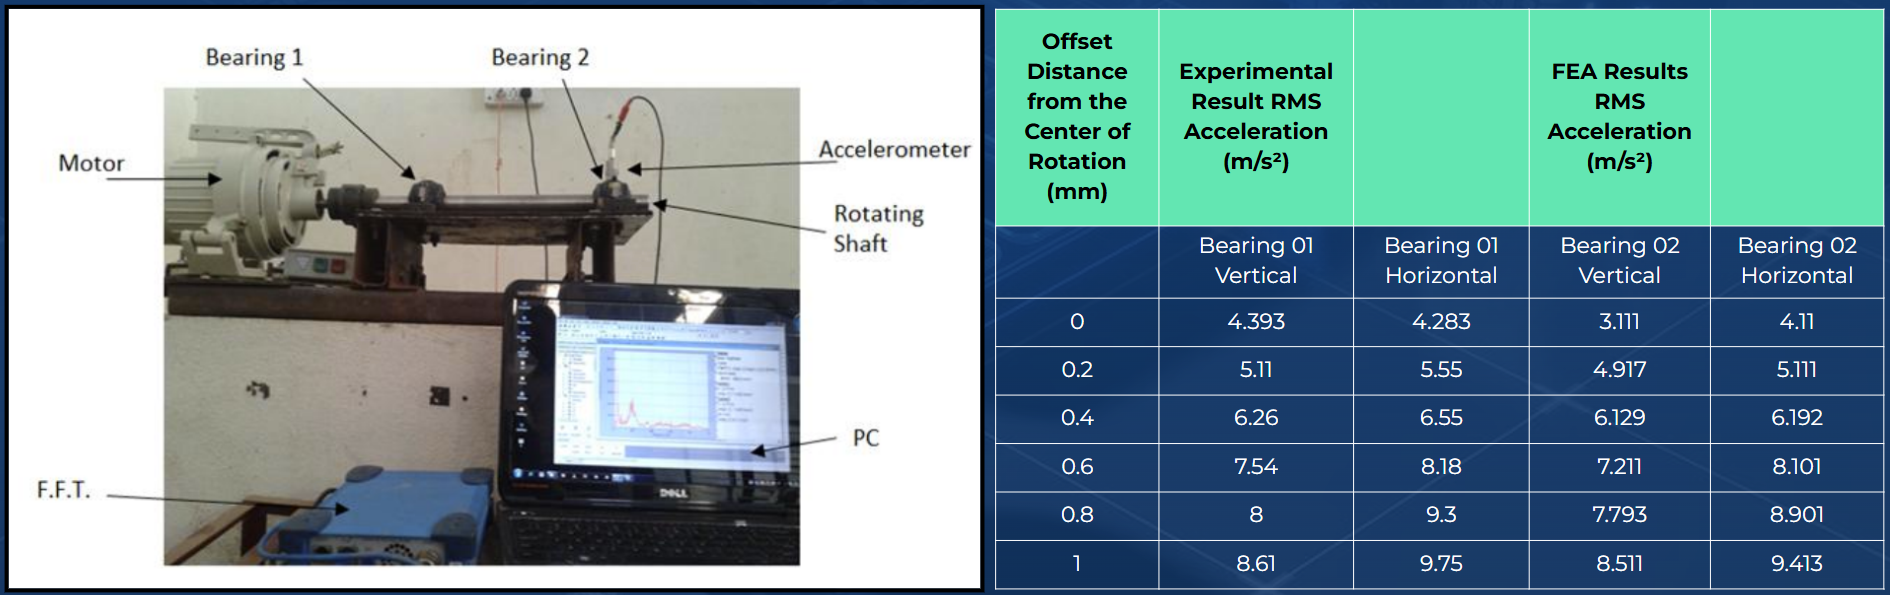 Bearing 1
Bearing 2
Motor
Accelerometer
Rotating
Shaft
PC
F.F.T.
DELL
Offset
Distance
from the
Center of
Rotation
(mm)
Experimental
Result RMS
Acceleration
(m/s²)
FEA Results
RMS
Acceleration
(m/s²)
Bearing 01
Vertical
Bearing 01
Horizontal
Bearing 02
Vertical
Bearing 02
Horizontal
0 4.393 4.283 3.111 4.11
0.2 5.11 5.55 4.917 5.111
0.4 6.26 6.55 6.129 6.192
0.6 7.54 8.18 7.211 8.101
0.8 8 9.3 7.793 8.901
1 8.61 9.75 8.511 9.413